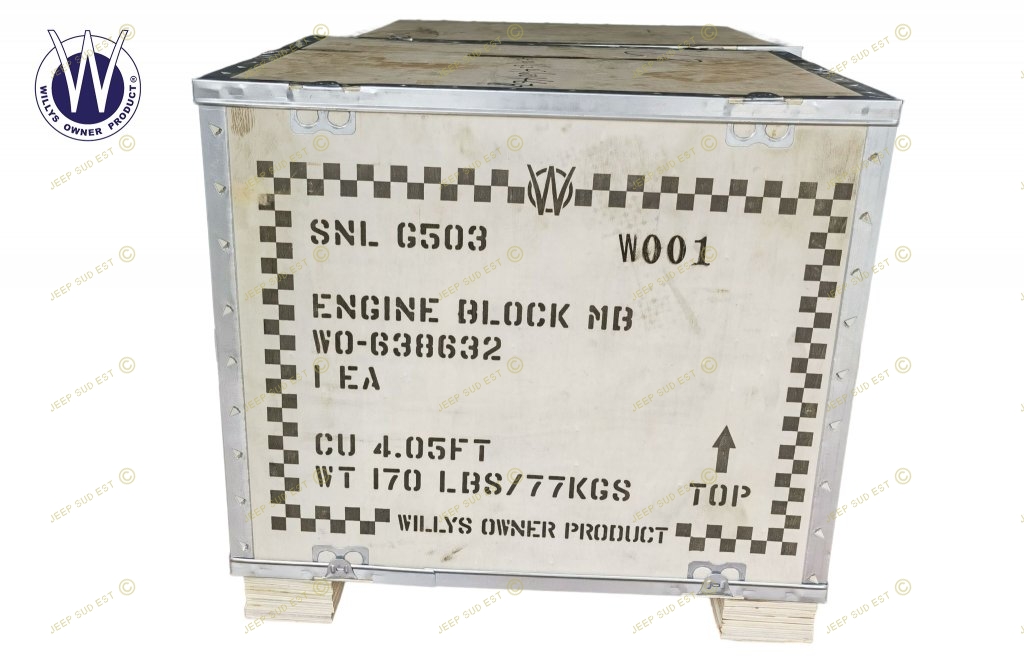 W
WILLYS OWNER PRODUCT®
W
SNL G503
W001
ENGINE BLOCK MB
WO-638632
1 EA
CU 4.05FT
WT 170 LBS/77KGS
TOP
WILLYS OWNER PRODUCT
JEEP SUD EST ©